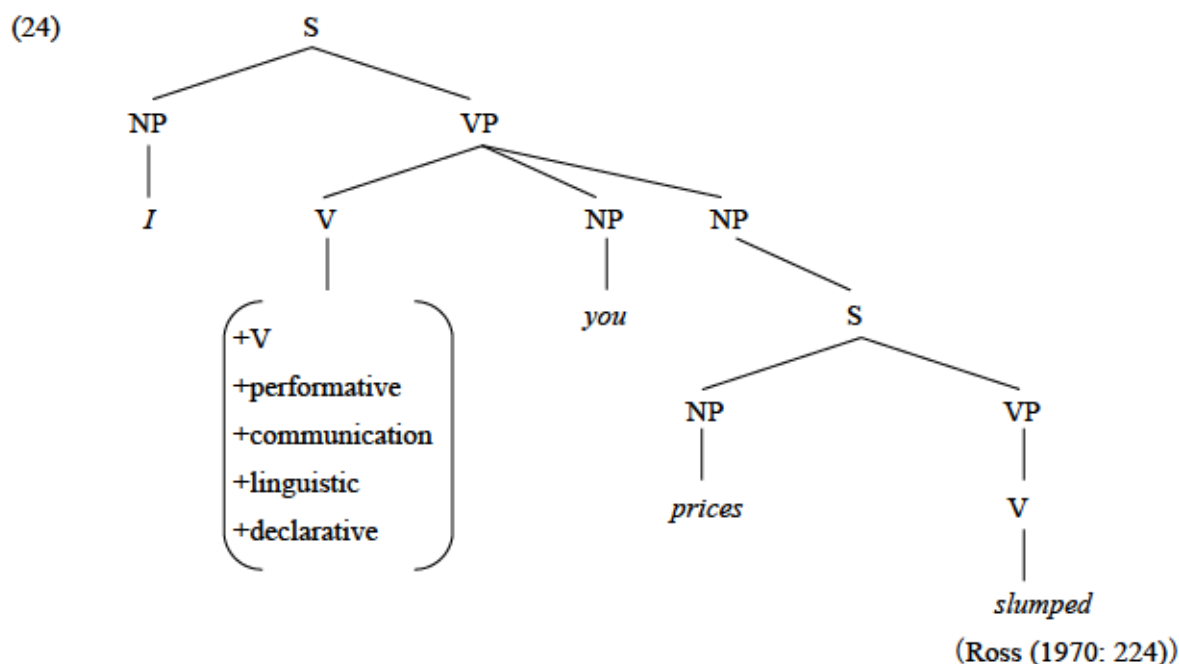 (24)
S
NP VP
I V NP NP
you S
+V
+performative NP VP
+communication
+linguistic prices V
+declarative
slumped
(Ross (1970: 224))